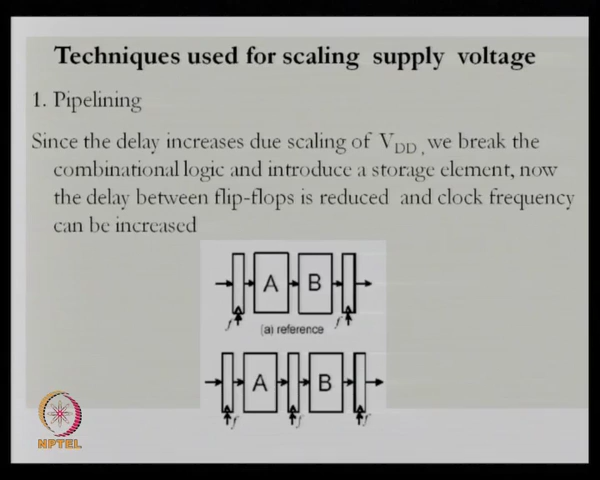 Techniques used for scaling supply voltage
1. Pipelining
Since the delay increases due scaling of VDD , we break the
combinational logic and introduce a storage element, now
the delay between flip-flops is reduced and clock frequency
can be increased
A B
f f
(a) reference
A B
f f f
NPTEL